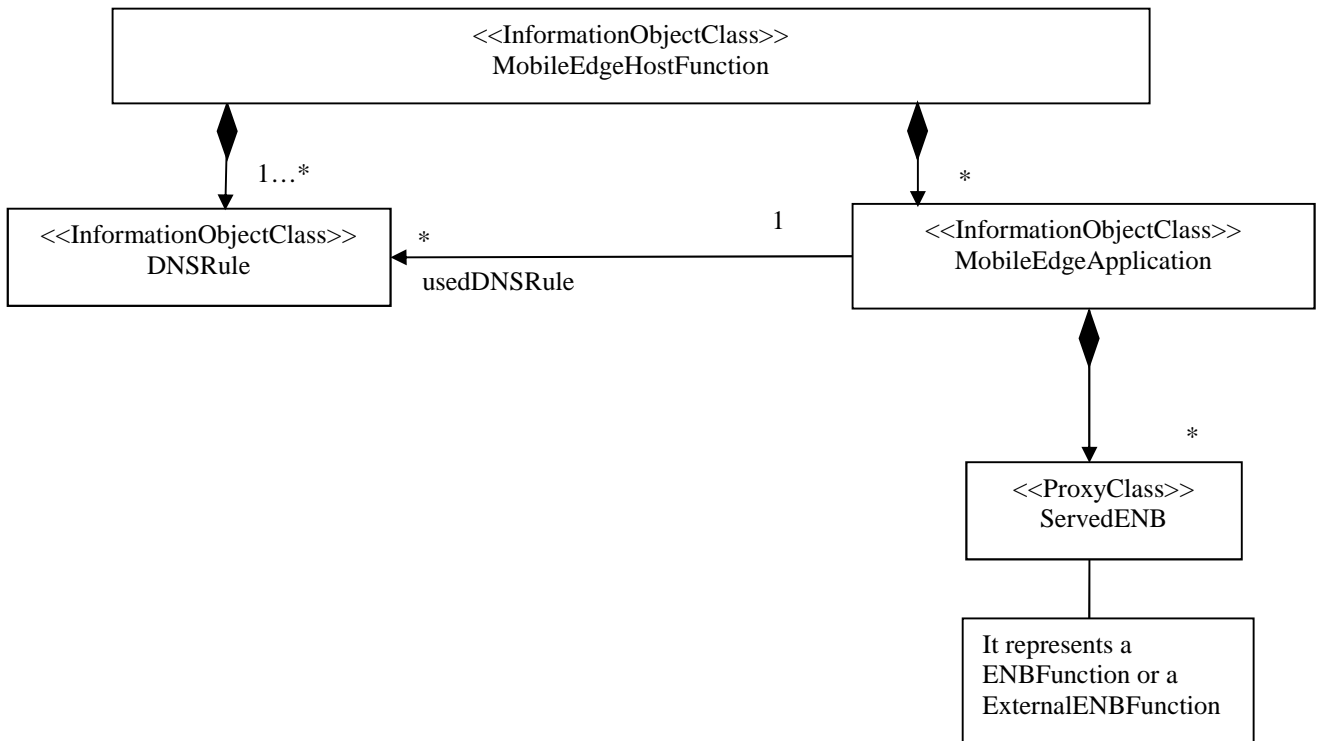 <<InformationObjectClass>>
MobileEdgeHostFunction
1…*
*
<<InformationObjectClass>>
DNSRule
*
usedDNSRule
1
<<InformationObjectClass>>
MobileEdgeApplication
*
<<ProxyClass>>
ServedENB
It represents a
ENBFunction or a
ExternalENBFunction